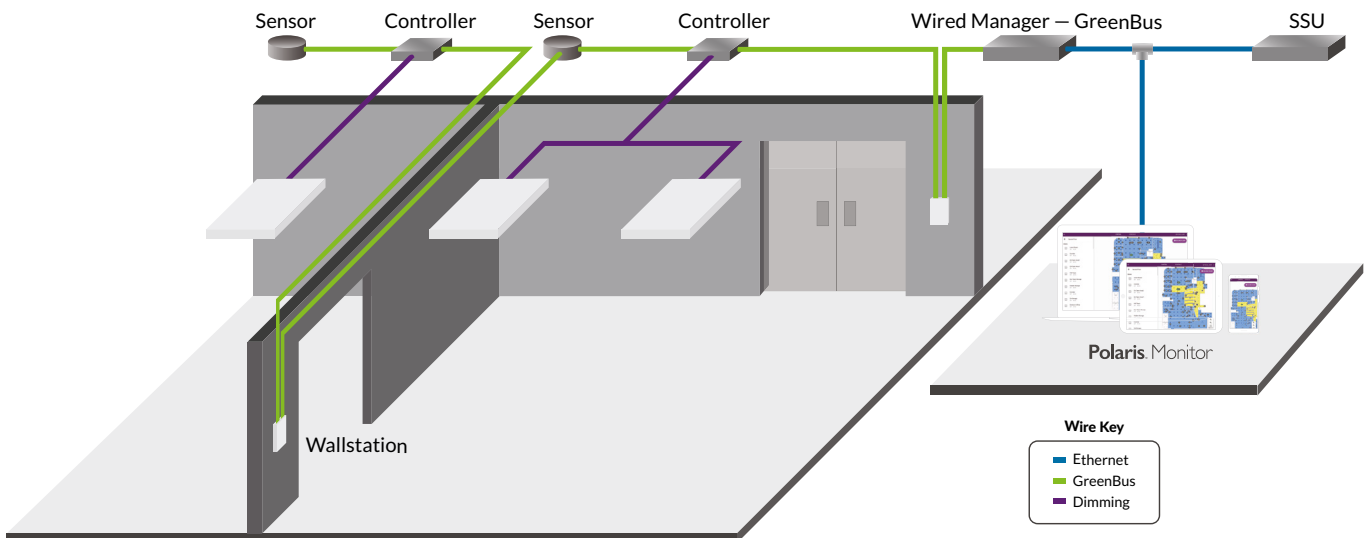 Sensor
Controller
Sensor
Controller
Wired Manager – GreenBus
SSU
Polaris. Monitor
Wallstation
Wire Key
Ethernet
GreenBus
Dimming